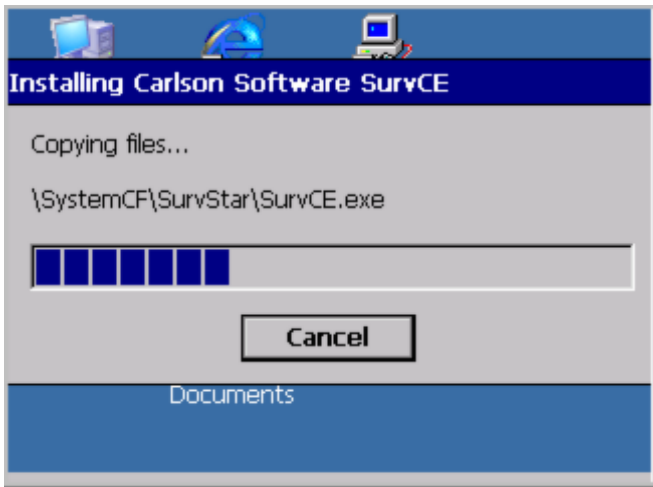 Installing Carlson Software SurvCE
Copying files...
\SystemCF\SurvStar\SurvCE.exe
Cancel
Documents